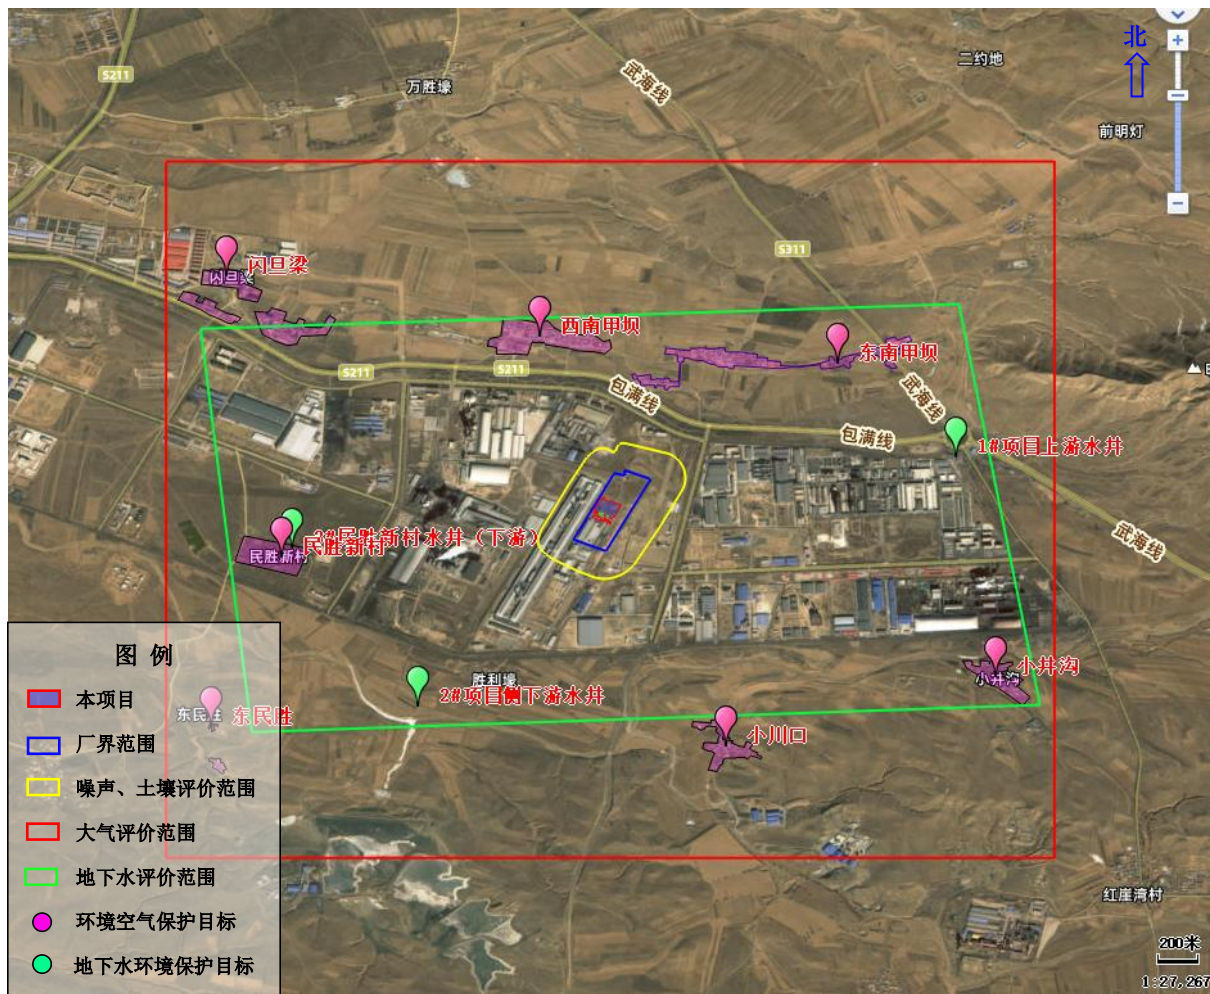 北
二约地
S211
武海线
万胜壕
前明灯
S311
闪旦梁
闪旦梁
西南甲坝
东南甲坝
S211
S211
包满线
武海线
包满线
1#项目上游水井
武海线
3#民胜新村水井（下游）
民胜新村
民胜新村
小井沟
小井沟
胜利壕
2#项目侧下游水井
东民胜
东民胜
小川口
图 例
本项目
厂界范围
噪声、土壤评价范围
大气评价范围
地下水评价范围
环境空气保护目标
地下水环境保护目标
红崖湾村
200米
1:27,267